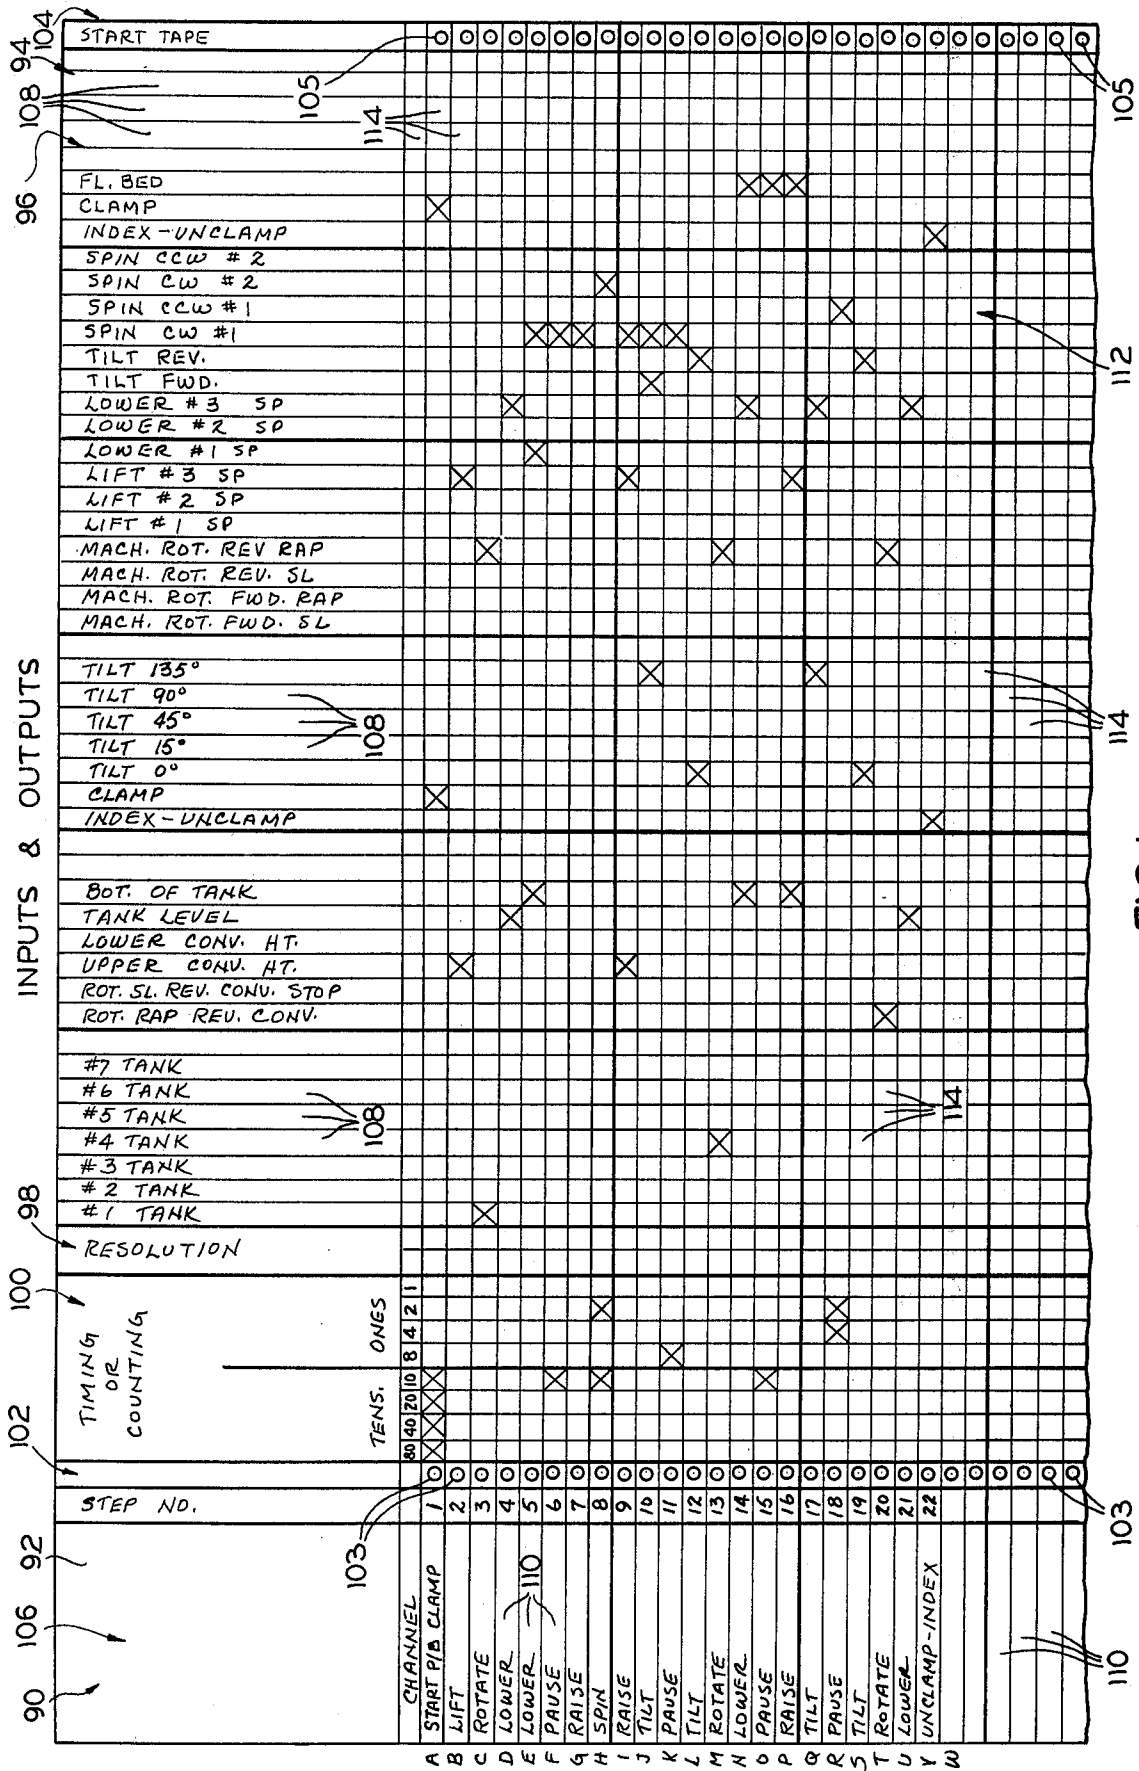 INPUTS & OUTPUTS
90
106
92
102
100
98
96
94
108
104
STEP NO.
TIMING
OR
COUNTING
TENS.
ONES
80
40
20
10
8
4
2
1
RESOLUTION
#1 TANK
#2 TANK
#3 TANK
#4 TANK
#5 TANK
#6 TANK
#7 TANK
108
ROT. RAP REV. CONV.
ROT. SL. REV. CONV. STOP
UPPER CONV. HT.
LOWER CONV. HT.
TANK LEVEL
BOT. OF TANK
INDEX-UNCLAMP
CLAMP
TILT 0°
TILT 15°
TILT 45°
TILT 90°
TILT 135°
108
MACH. ROT. FWD. SL
MACH. ROT. FWD. RAP
MACH. ROT. REV. SL
MACH. ROT. REV RAP
LIFT #1 SP
LIFT #2 SP
LIFT #3 SP
LOWER #1 SP
LOWER #2 SP
LOWER #3 SP
TILT FWD.
TILT REV.
SPIN CW #1
SPIN CCW #1
SPIN CW #2
SPIN CCW #2
INDEX-UNCLAMP
CLAMP
FL. BED
START TAPE
103
105
114
CHANNEL
A START P/B CLAMP 1
B LIFT 2
C ROTATE 3
D LOWER 4
E LOWER 5
110
F PAUSE 6
G RAISE 7
H SPIN 8
I RAISE 9
J TILT 10
K PAUSE 11
L TILT 12
M ROTATE 13
N LOWER 14
O PAUSE 15
P RAISE 16
Q TILT 17
R PAUSE 18
S TILT 19
T ROTATE 20
U LOWER 21
V UNCLAMP-INDEX 22
W
114
110
103
114
112
105